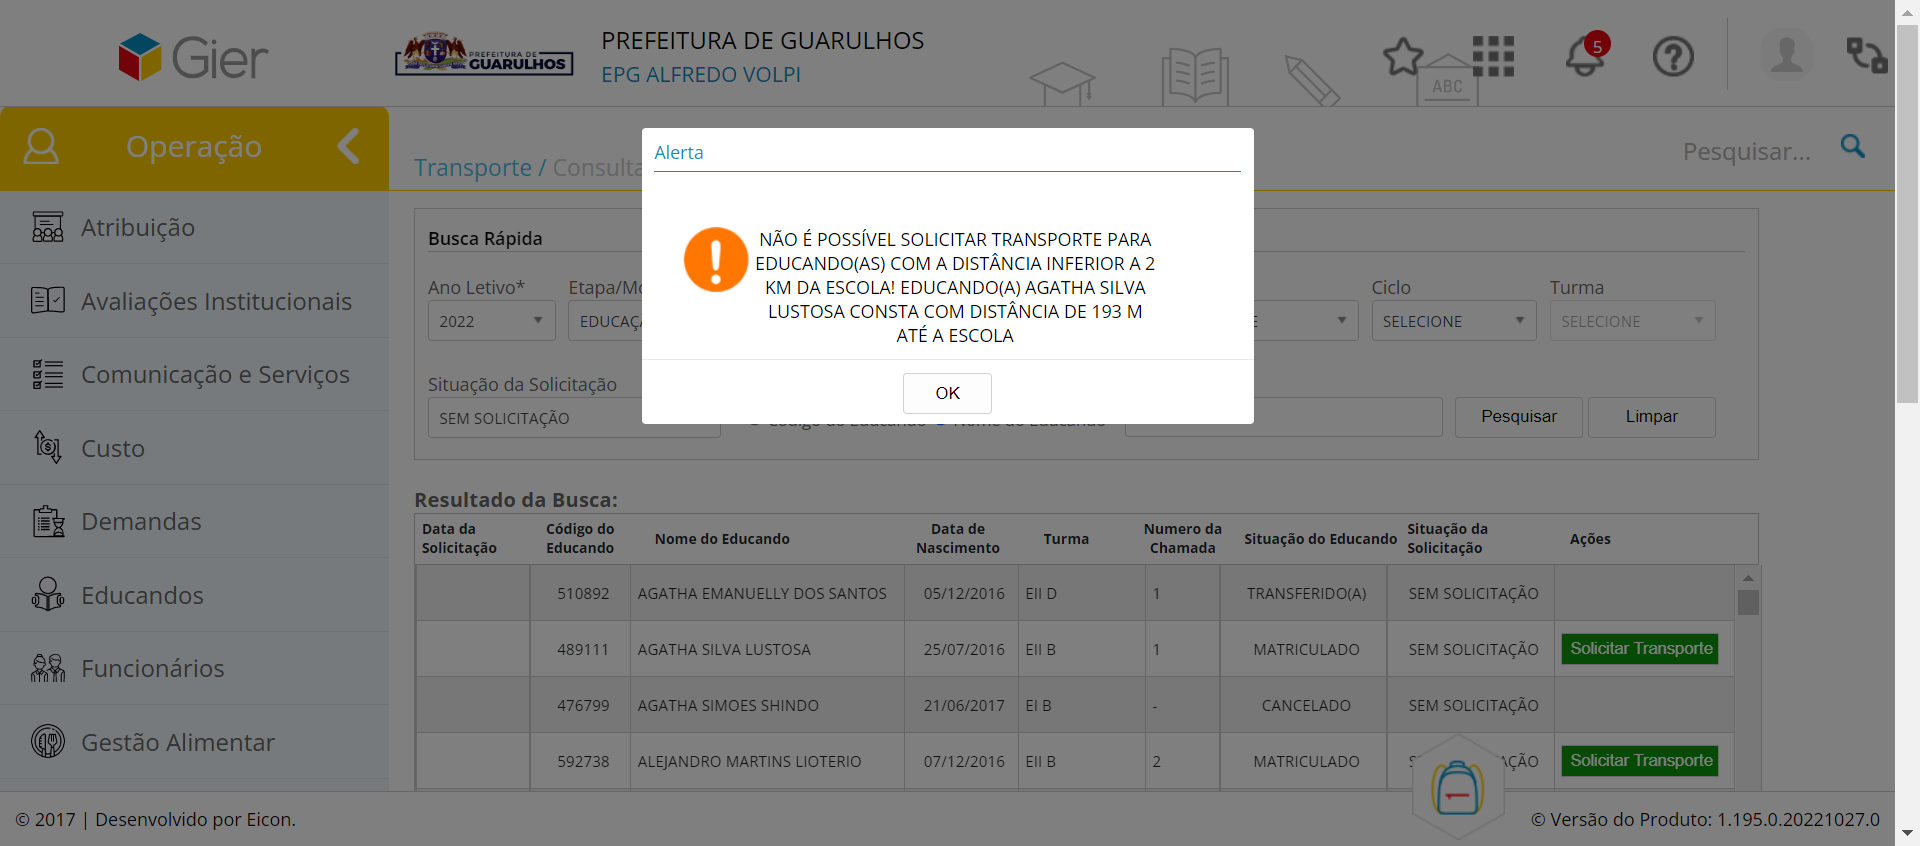 Gier
PREFEITURA DE
GUARULHOS
PREFEITURA DE GUARULHOS
EPG ALFREDO VOLPI
ABC
5
Operação
Transporte / Consulta
Pesquisar...
Atribuição
Avaliações Institucionais
Comunicação e Serviços
Custo
Demandas
Educandos
Funcionários
Gestão Alimentar
Alerta
NÃO É POSSÍVEL SOLICITAR TRANSPORTE PARA
EDUCANDO(AS) COM A DISTÂNCIA INFERIOR A 2
KM DA ESCOLA! EDUCANDO(A) AGATHA SILVA
LUSTOSA CONSTA COM DISTÂNCIA DE 193 M
ATÉ A ESCOLA
OK
Busca Rápida
Ano Letivo* Etapa/Mo Ciclo Turma
2022 EDUCAÇ E SELECIONE SELECIONE
Situação da Solicitação
SEM SOLICITAÇÃO Código do Educando Nome do Educando Pesquisar Limpar
Resultado da Busca:
Data da Solicitação Código do Educando Nome do Educando Data de Nascimento Turma Numero da Chamada Situação do Educando Situação da Solicitação Ações
510892 AGATHA EMANUELLY DOS SANTOS 05/12/2016 EII D 1 TRANSFERIDO(A) SEM SOLICITAÇÃO
489111 AGATHA SILVA LUSTOSA 25/07/2016 EII B 1 MATRICULADO SEM SOLICITAÇÃO Solicitar Transporte
476799 AGATHA SIMOES SHINDO 21/06/2017 EI B - CANCELADO SEM SOLICITAÇÃO
592738 ALEJANDRO MARTINS LIOTERIO 07/12/2016 EII B 2 MATRICULADO Solicitar Transporte
© 2017 | Desenvolvido por Eicon.
© Versão do Produto: 1.195.0.20221027.0